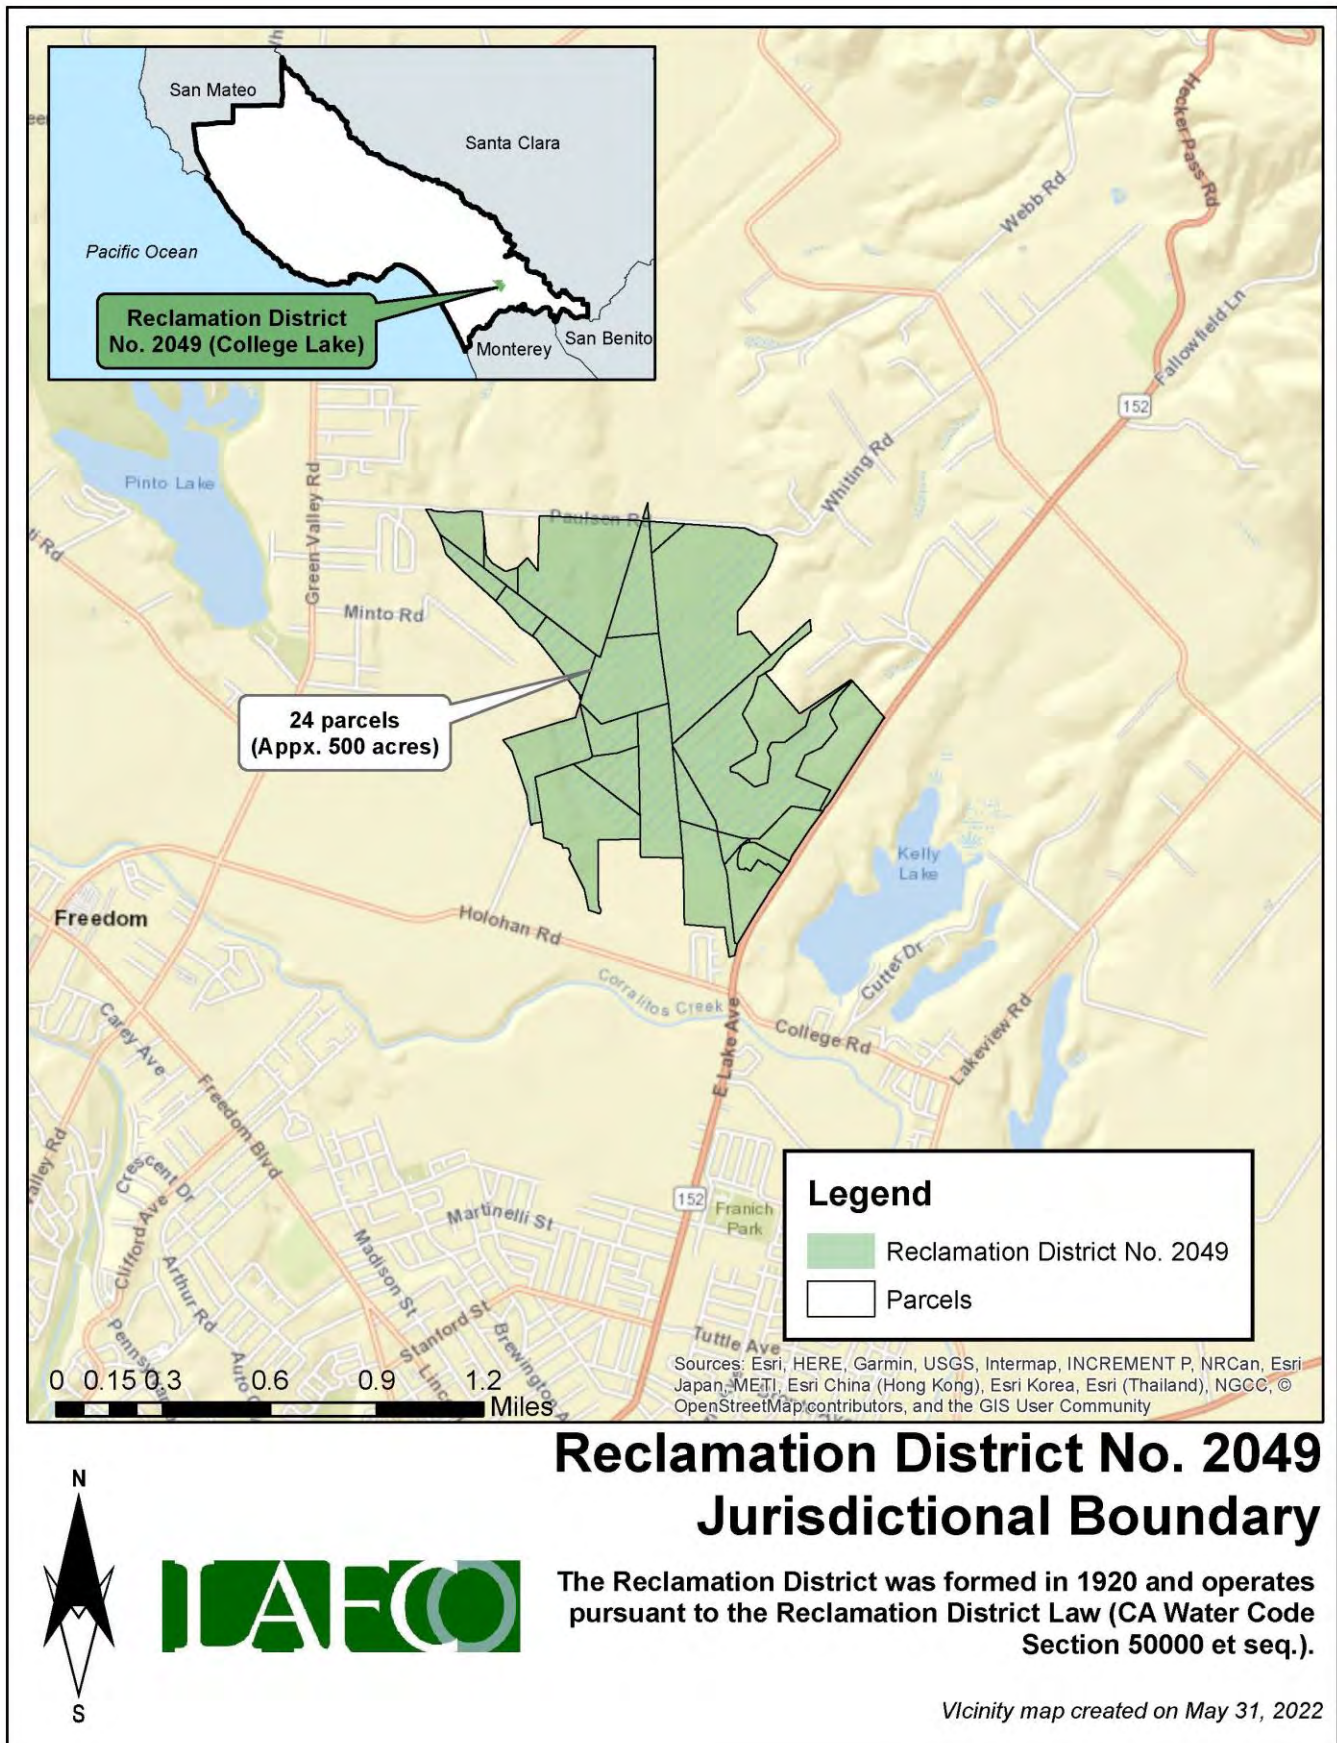 San Mateo
Santa Clara
Pacific Ocean
Reclamation District
No. 2049 (College Lake)
Monterey
San Benito
Hecker Pass Rd
Webb Rd
Fallowfield Ln
152
Pinto Lake
Green Valley Rd
Whiting Rd
Paulsen Rd
Minto Rd
24 parcels
(Appx. 500 acres)
Kelly
Lake
Freedom
Holohan Rd
Cutter Dr
Corralitos Creek
College Rd
Lakeview Rd
E Lake Ave
Carey Ave
Freedom Blvd
Crescent Dr
Clifford Ave
Arthur Rd
Madison St
Martinelli St
152
Franich
Park
Stanford St
Tuttle Ave
Legend
Reclamation District No. 2049
Parcels
0 0.15 0.3 0.6 0.9 1.2
Miles
Sources: Esri, HERE, Garmin, USGS, Intermap, INCREMENT P, NRCan, Esri
Japan, METI, Esri China (Hong Kong), Esri Korea, Esri (Thailand), NGCC, ©
OpenStreetMap contributors, and the GIS User Community
Reclamation District No. 2049
Jurisdictional Boundary
N
S
LAFCO
The Reclamation District was formed in 1920 and operates
pursuant to the Reclamation District Law (CA Water Code
Section 50000 et seq.).
VIcinity map created on May 31, 2022